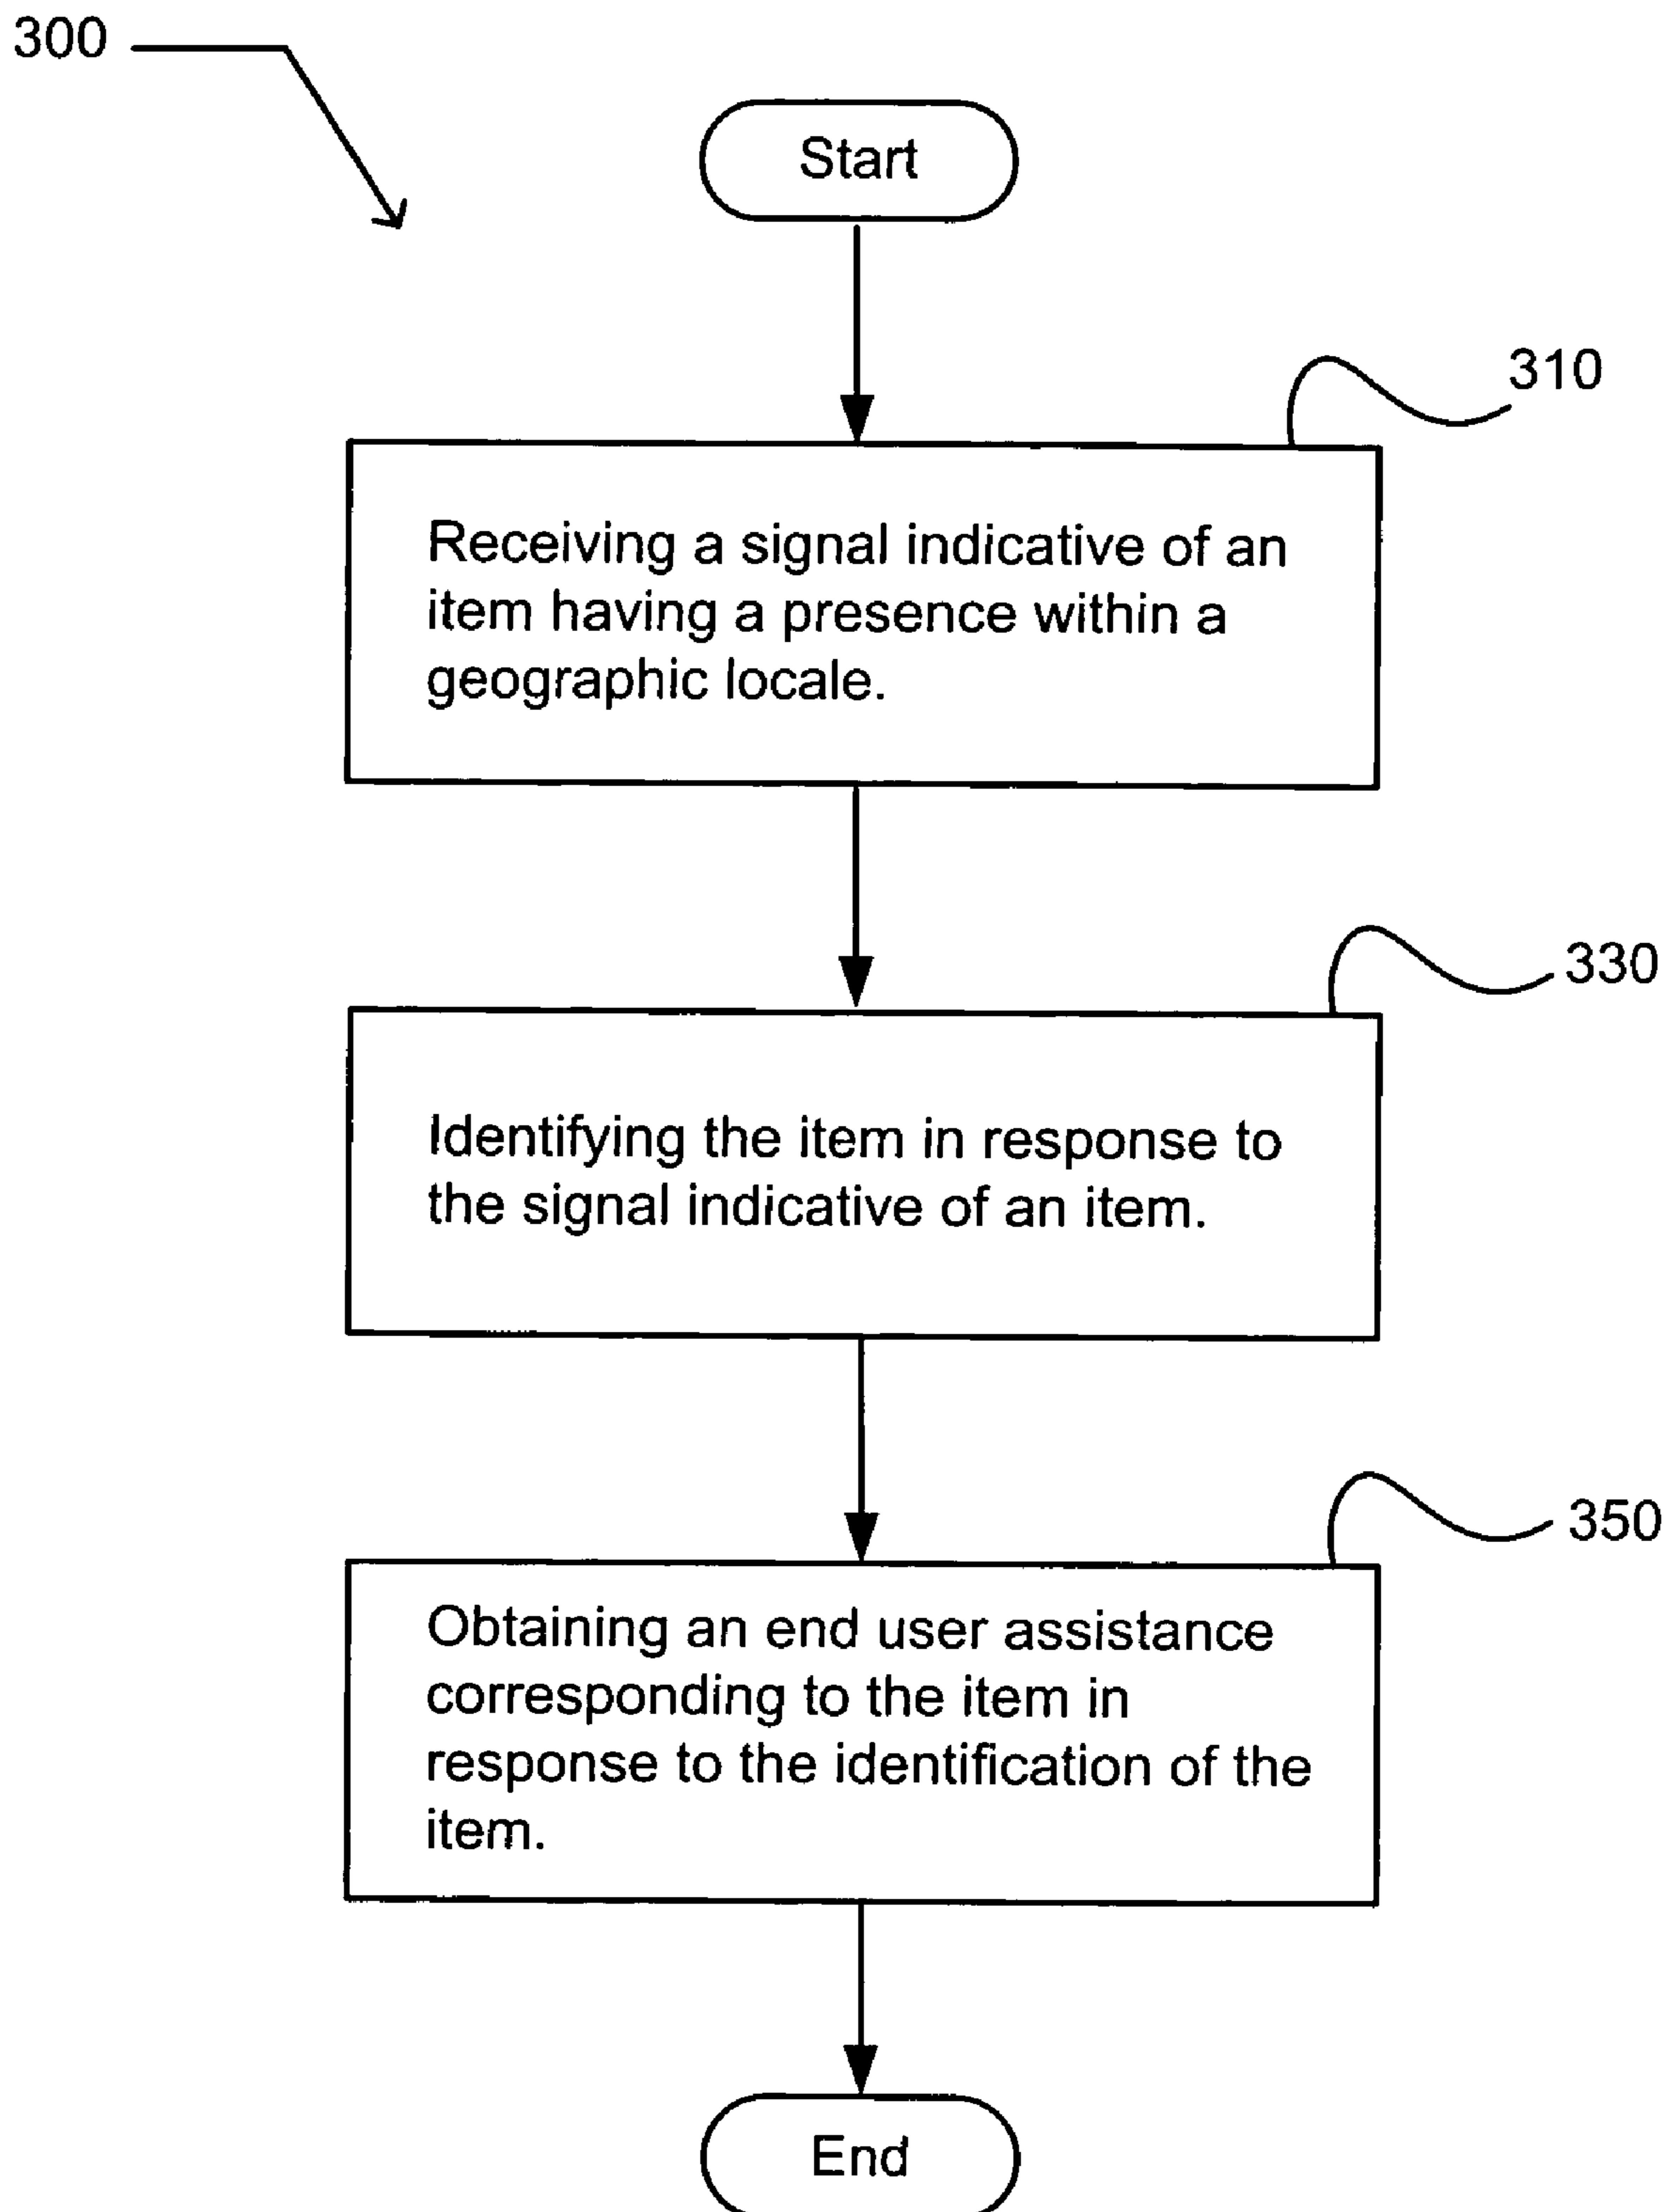 300
Start
310
Receiving a signal indicative of an
item having a presence within a
geographic locale.
330
Identifying the item in response to
the signal indicative of an item.
350
Obtaining an end user assistance
corresponding to the item in
response to the identification of the
item.
End